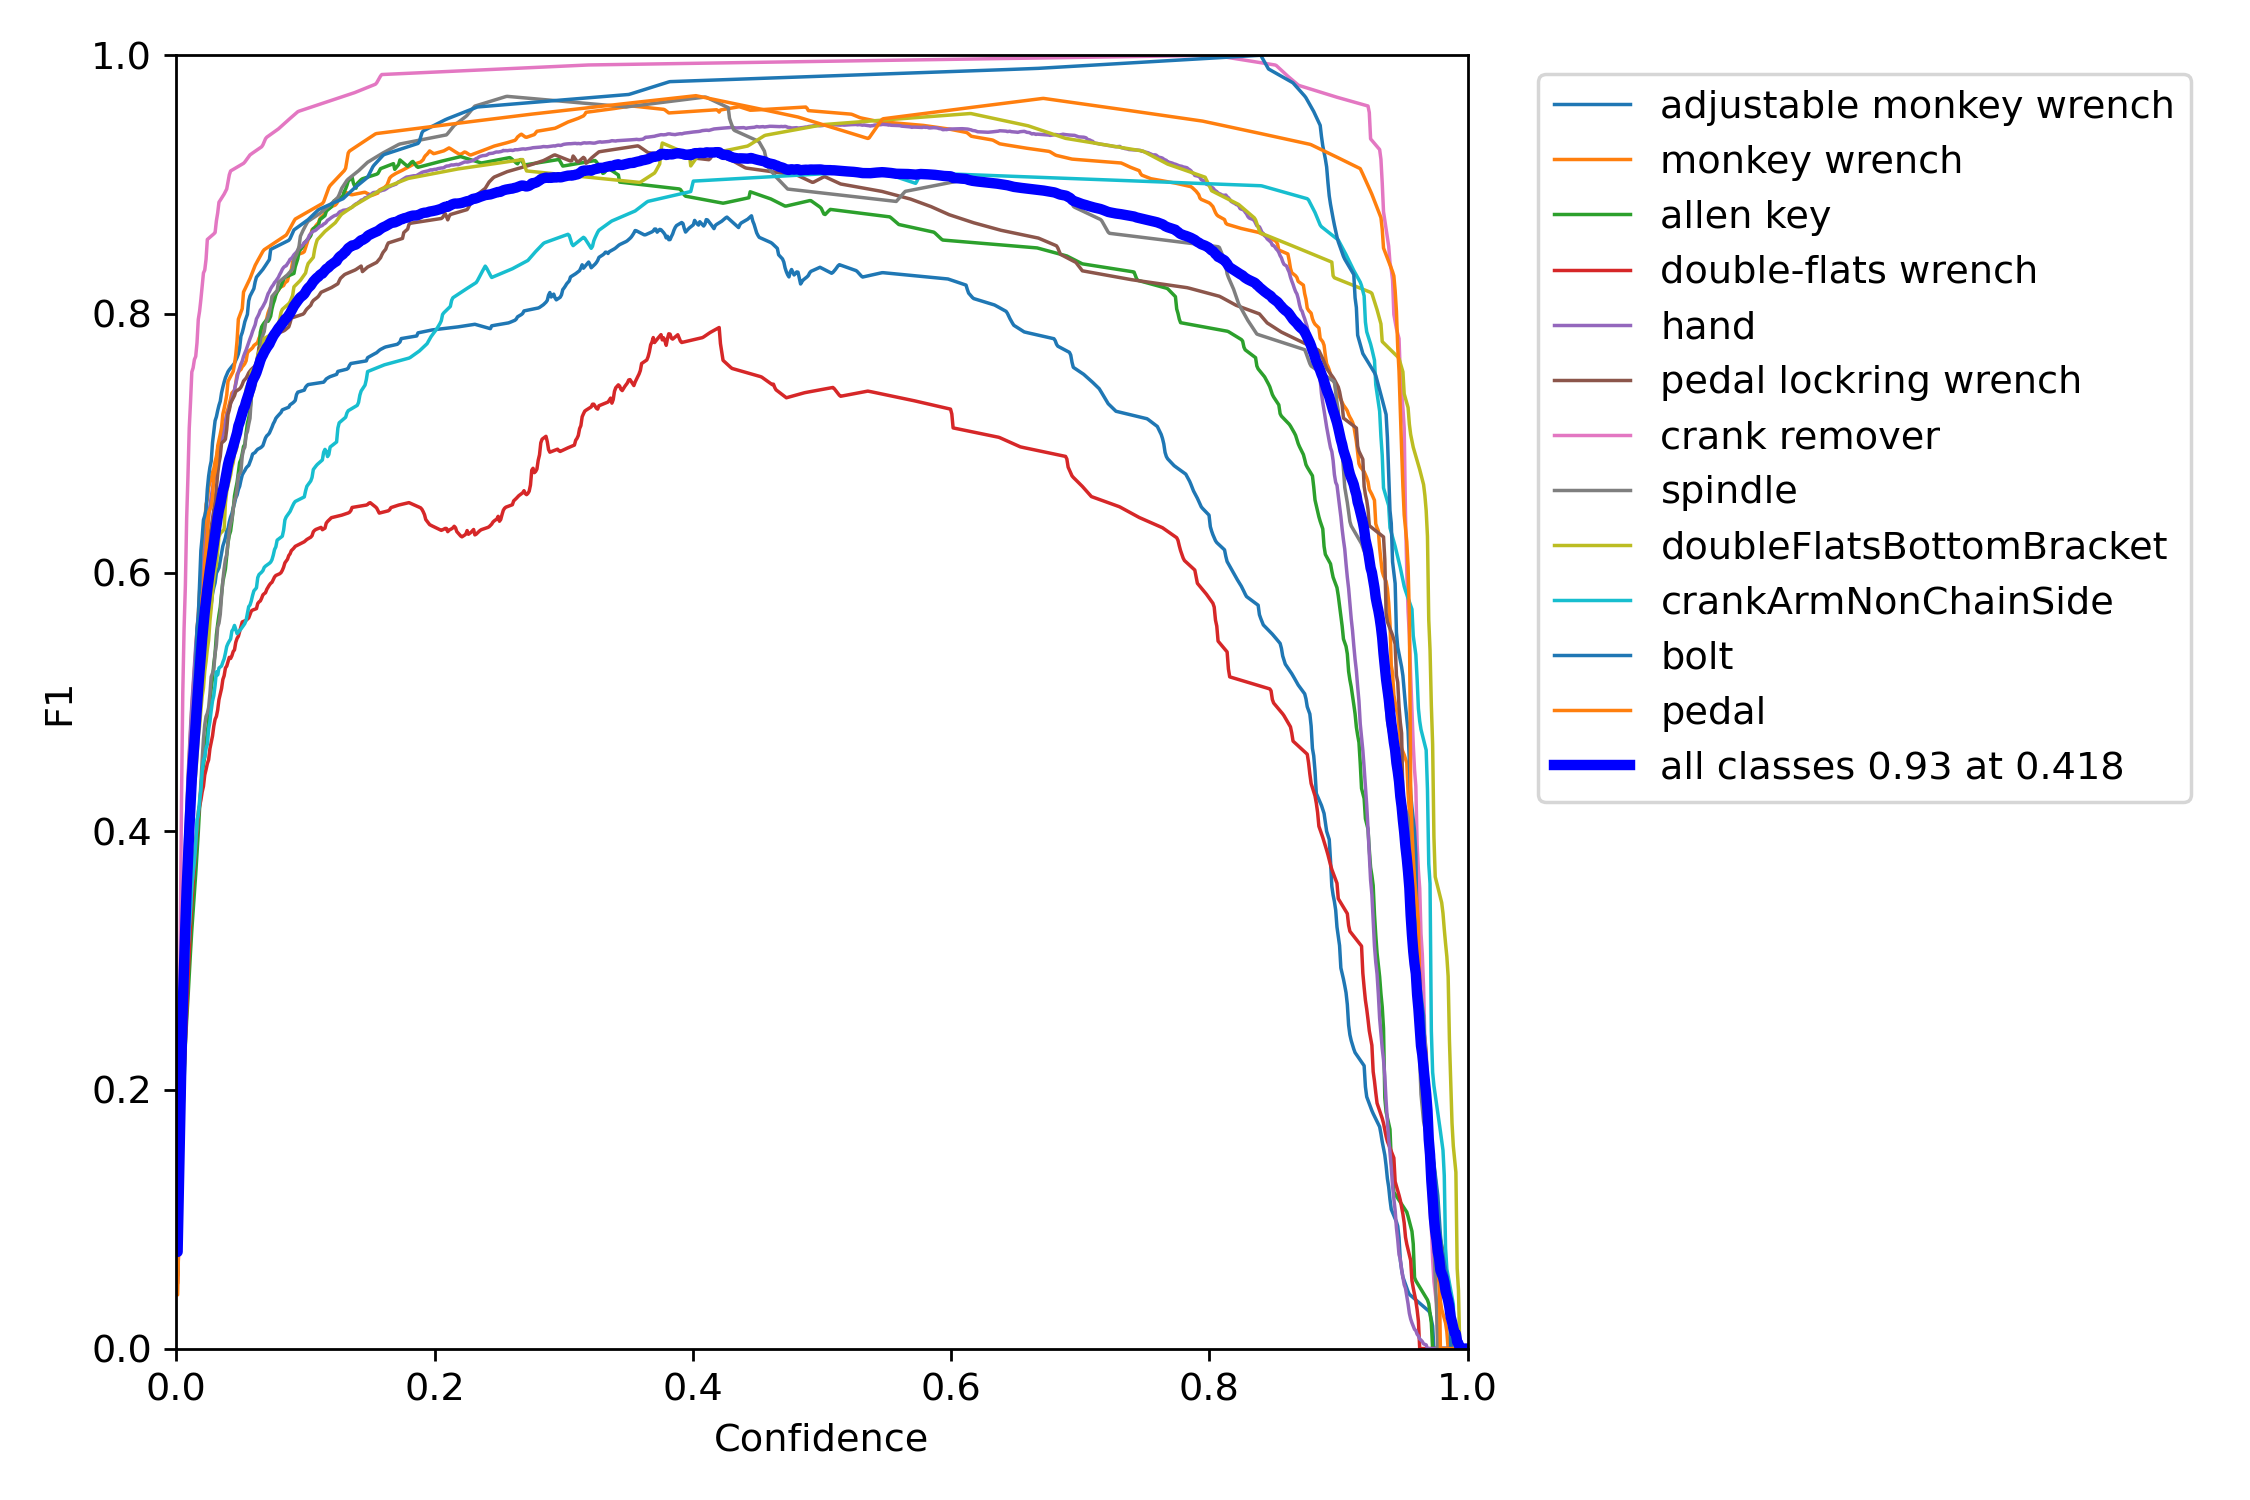 1.0
0.8
0.6
0.4
0.2
0.0
F1
0.0 0.2 0.4 0.6 0.8 1.0
Confidence
adjustable monkey wrench
monkey wrench
allen key
double-flats wrench
hand
pedal lockring wrench
crank remover
spindle
doubleFlatsBottomBracket
crankArmNonChainSide
bolt
pedal
all classes 0.93 at 0.418